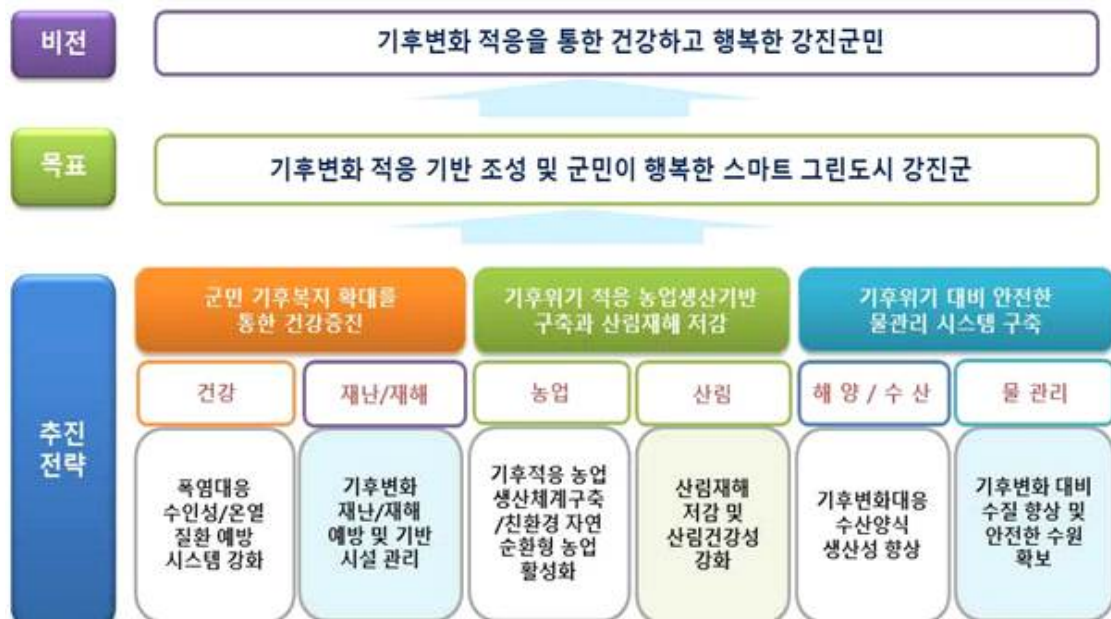 비전
기후변화 적응을 통한 건강하고 행복한 강진군민
목표
기후변화 적응 기반 조성 및 군민이 행복한 스마트 그린도시 강진군
추진
전략
군민 기후복지 확대를
통한 건강증진
기후위기 적응 농업생산기반
구축과 산림재해 저감
기후위기 대비 안전한
물관리 시스템 구축
건강
재난/재해
농업
산림
해 양 / 수 산
물 관리
폭염대응
수인성/온열
질환 예방
시스템 강화
기후변화
재난/재해
예방 및 기반
시설 관리
기후적응 농업
생산체계구축
/친환경 자연
순환형 농업
활성화
산림재해
저감 및
산림건강성
강화
기후변화대응
수산양식
생산성 향상
기후변화 대비
수질 향상 및
안전한 수원
확보